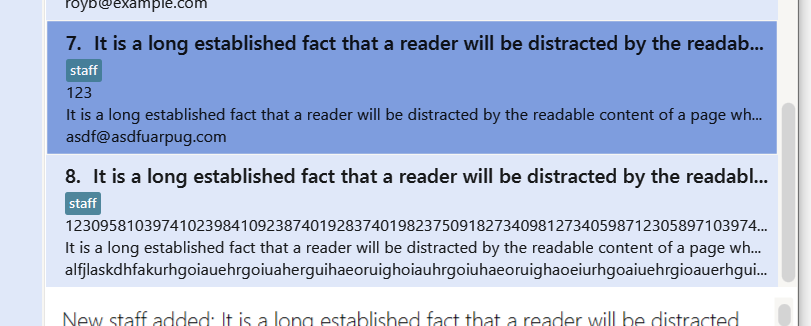 royb@example.com
7. It is a long established fact that a reader will be distracted by the readab...
staff
123
It is a long established fact that a reader will be distracted by the readable content of a page wh...
asdf@asdfuarpug.com
8. It is a long established fact that a reader will be distracted by the readabl...
staff
1230958103974102398410923874019283740198237509182734098127340598712305897103974...
It is a long established fact that a reader will be distracted by the readable content of a page wh...
alfjlaskdhfakurhgoiauehrgoiuaherguihaeoruighoiauhrgoiuhaeoruighaoeiurhgoaiuehrgioauerhgui...
New staff added: It is a long established fact that a reader will be distracted